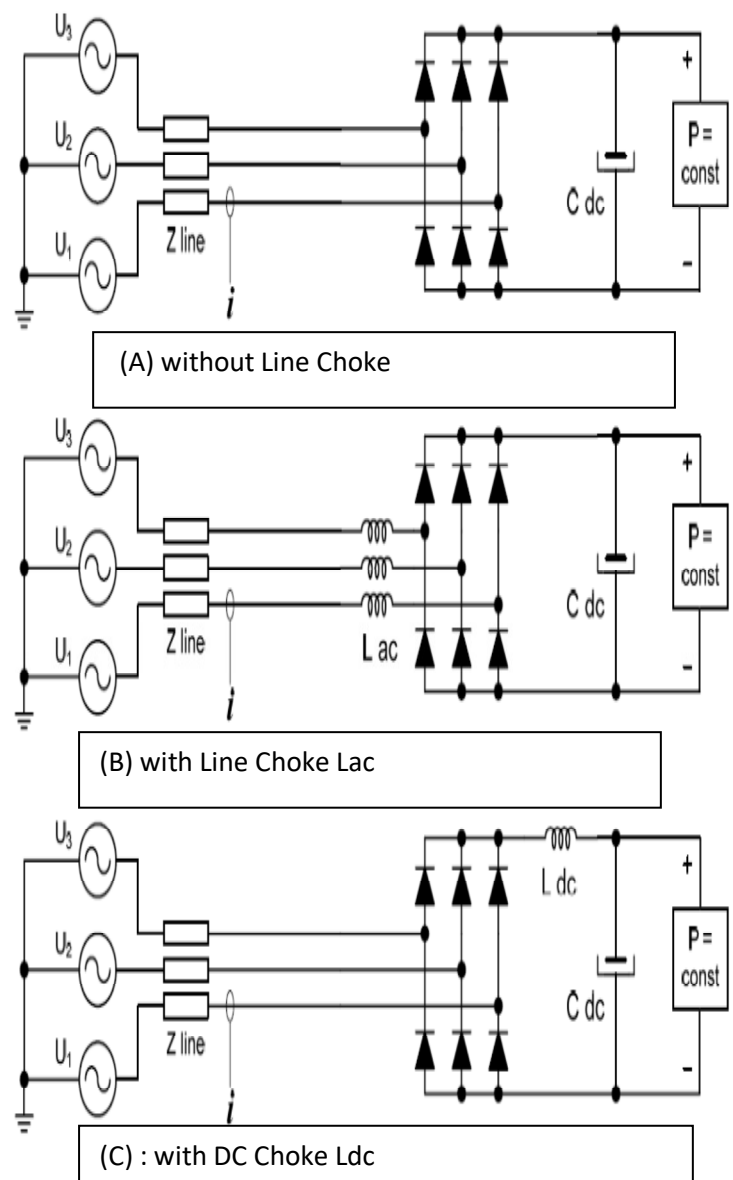 U3
U2
U1
Z line
i
C dc
+
P =
const
-
(A) without Line Choke
U3
U2
U1
Z line
i
L ac
C dc
+
P =
const
-
(B) with Line Choke Lac
U3
U2
U1
Z line
i
L dc
C dc
+
P =
const
-
(C) : with DC Choke Ldc